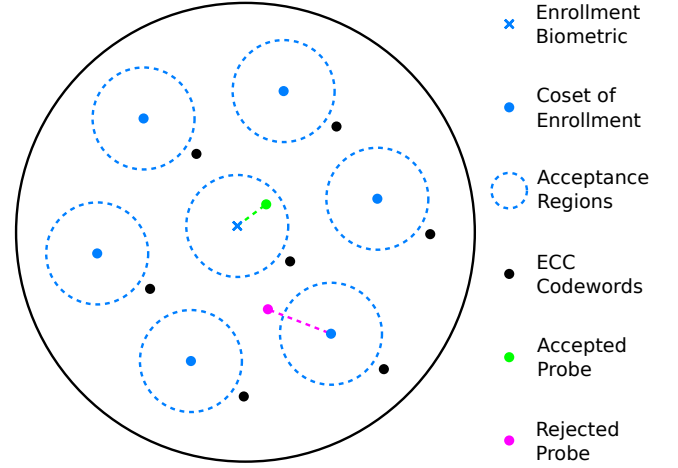 Enrollment
Biometric
Coset of
Enrollment
Acceptance
Regions
ECC
Codewords
Accepted
Probe
Rejected
Probe